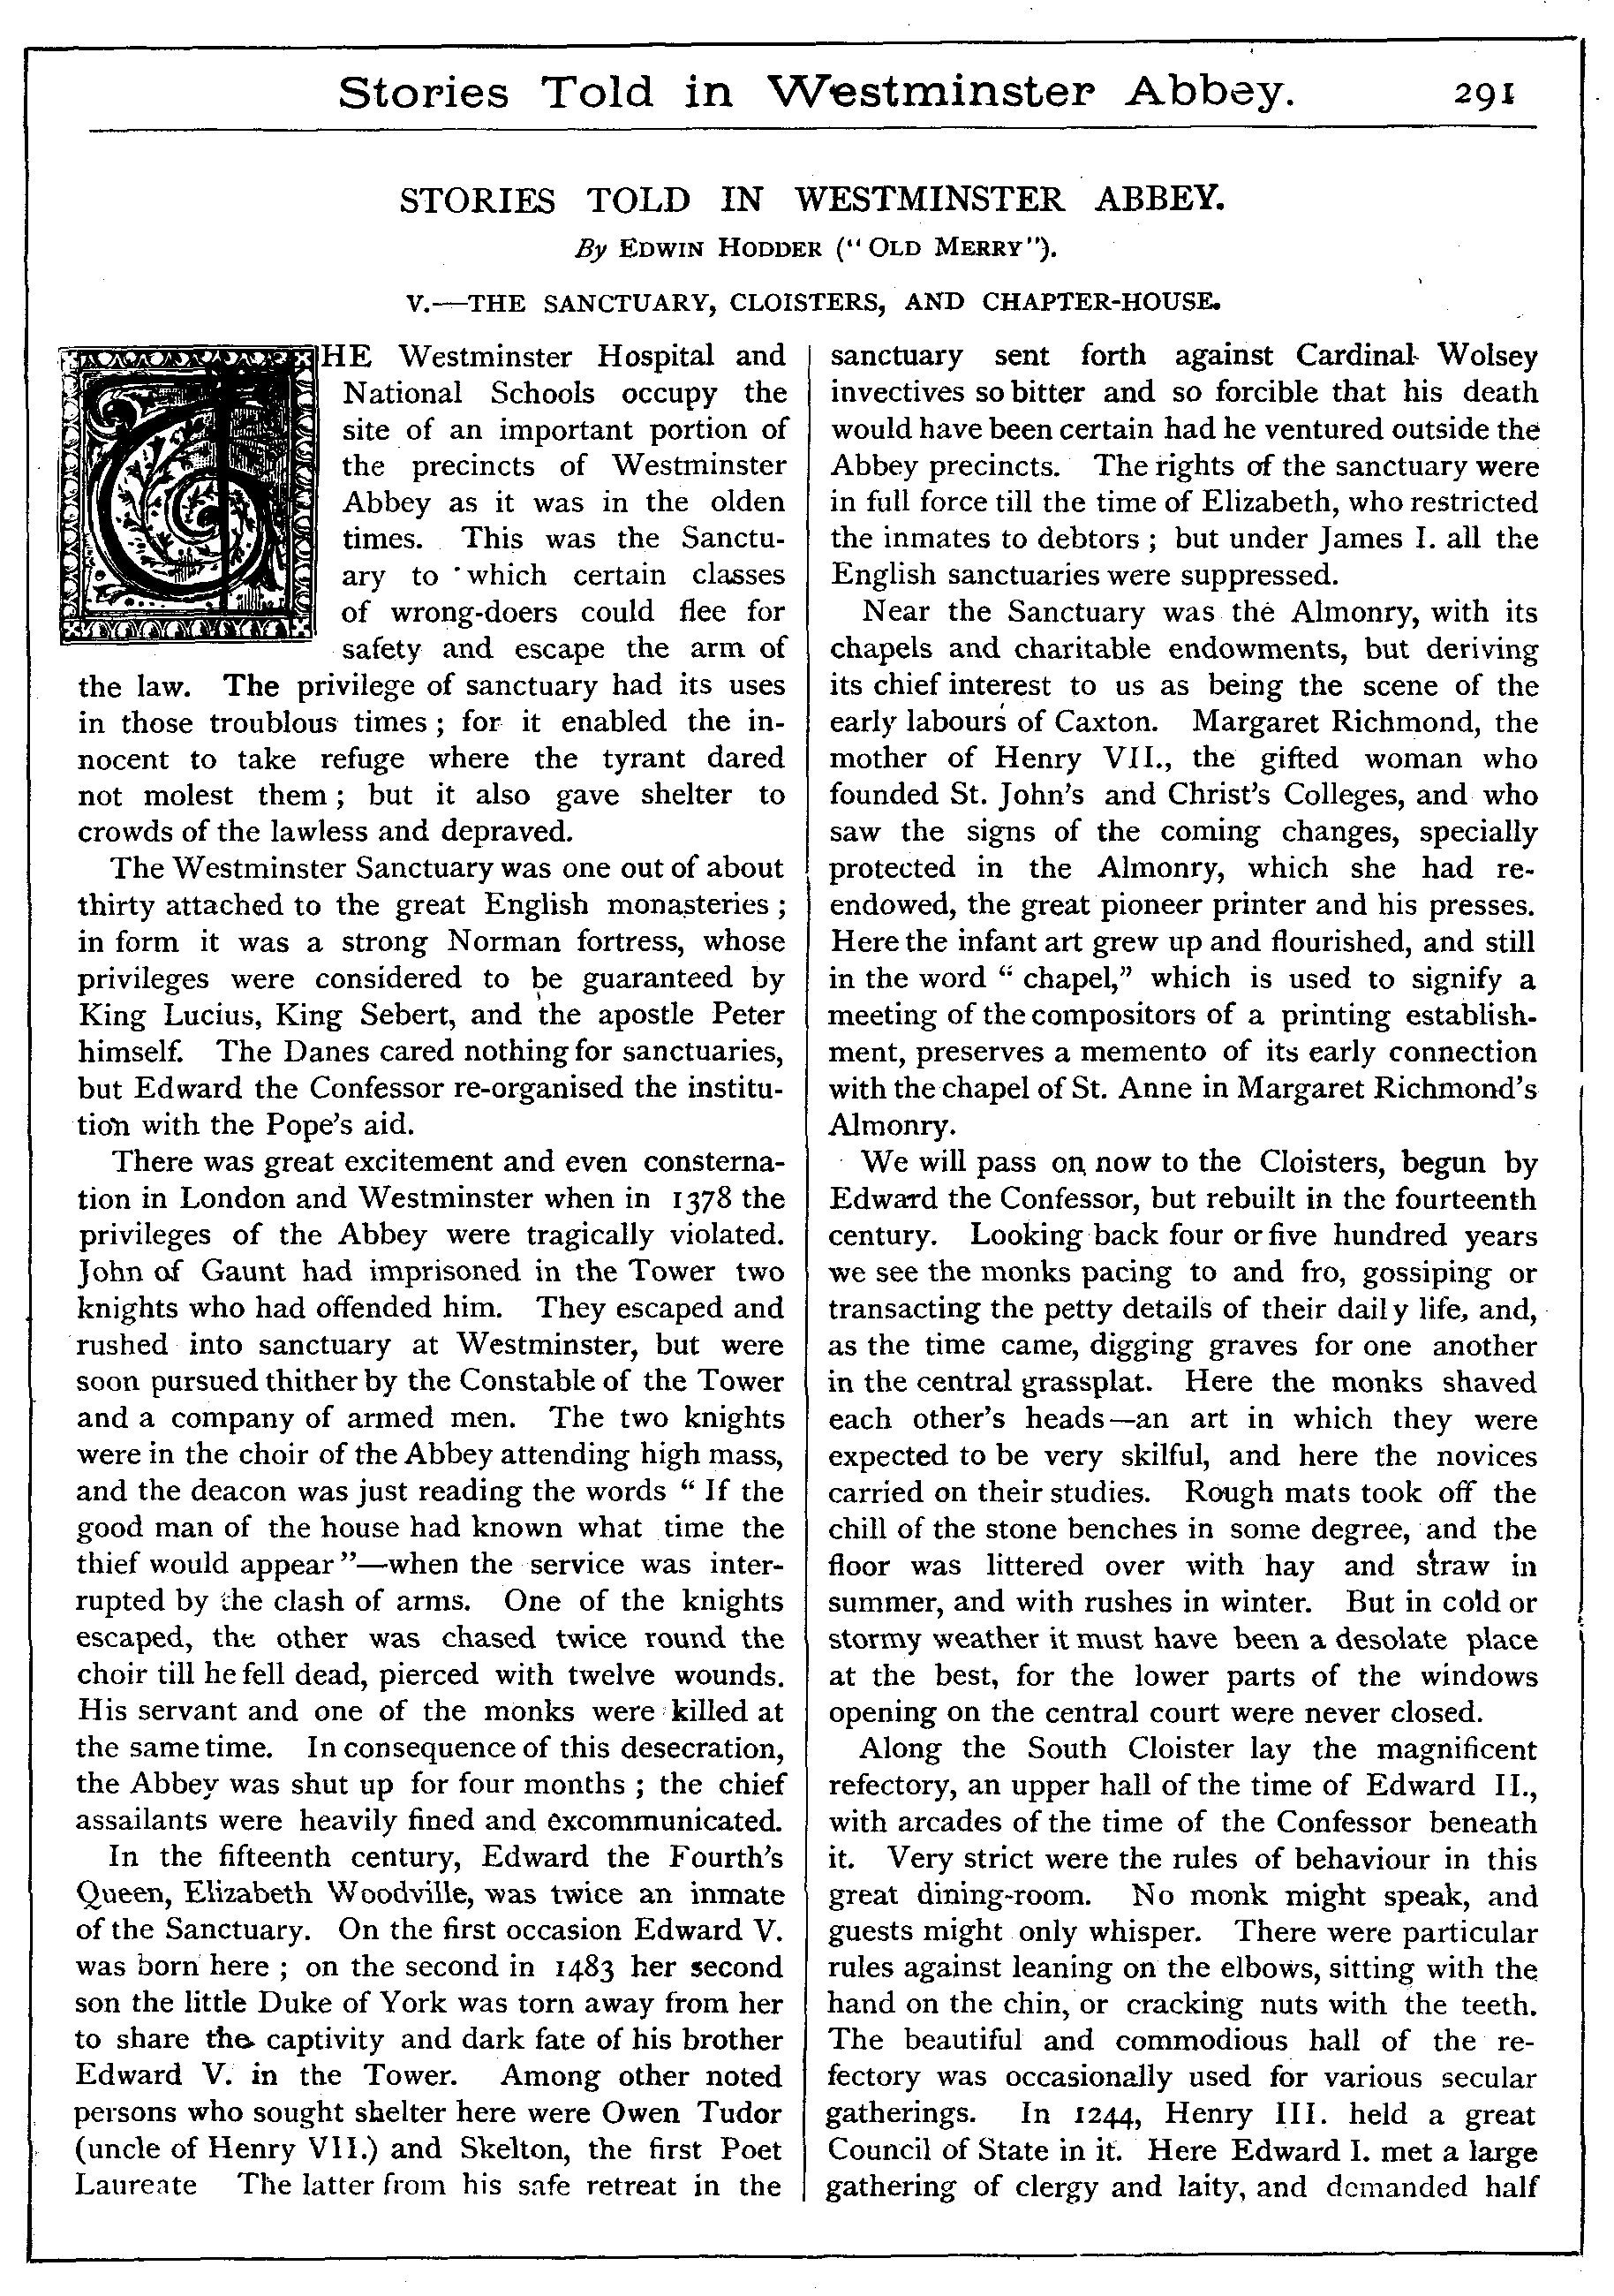 Stories Told in Westminster Abbey. 291
STORIES TOLD IN WESTMINSTER ABBEY.
By EDWIN HODDER ("OLD MERRY").
V.—THE SANCTUARY, CLOISTERS, AND CHAPTER-HOUSE.
THE Westminster Hospital and
National Schools occupy the
site of an important portion of
the precincts of Westminster
Abbey as it was in the olden
times. This was the Sanctu-
ary to which certain classes
of wrong-doers could flee for
safety and escape the arm of
the law. The privilege of sanctuary had its uses
in those troublous times; for it enabled the in-
nocent to take refuge where the tyrant dared
not molest them; but it also gave shelter to
crowds of the lawless and depraved.
The Westminster Sanctuary was one out of about
thirty attached to the great English monasteries;
in form it was a strong Norman fortress, whose
privileges were considered to be guaranteed by
King Lucius, King Sebert, and the apostle Peter
himself. The Danes cared nothing for sanctuaries,
but Edward the Confessor re-organised the institu-
tion with the Pope's aid.
There was great excitement and even consterna-
tion in London and Westminster when in 1378 the
privileges of the Abbey were tragically violated.
John of Gaunt had imprisoned in the Tower two
knights who had offended him. They escaped and
rushed into sanctuary at Westminster, but were
soon pursued thither by the Constable of the Tower
and a company of armed men. The two knights
were in the choir of the Abbey attending high mass,
and the deacon was just reading the words "If the
good man of the house had known what time the
thief would appear"—when the service was inter-
rupted by the clash of arms. One of the knights
escaped, the other was chased twice round the
choir till he fell dead, pierced with twelve wounds.
His servant and one of the monks were killed at
the same time. In consequence of this desecration,
the Abbey was shut up for four months; the chief
assailants were heavily fined and excommunicated.
In the fifteenth century, Edward the Fourth's
Queen, Elizabeth Woodville, was twice an inmate
of the Sanctuary. On the first occasion Edward V.
was born here; on the second in 1483 her second
son the little Duke of York was torn away from her
to share the captivity and dark fate of his brother
Edward V. in the Tower. Among other noted
persons who sought shelter here were Owen Tudor
(uncle of Henry VII.) and Skelton, the first Poet
Laureate The latter from his safe retreat in the
sanctuary sent forth against Cardinal Wolsey
invectives so bitter and so forcible that his death
would have been certain had he ventured outside the
Abbey precincts. The rights of the sanctuary were
in full force till the time of Elizabeth, who restricted
the inmates to debtors; but under James I. all the
English sanctuaries were suppressed.
Near the Sanctuary was the Almonry, with its
chapels and charitable endowments, but deriving
its chief interest to us as being the scene of the
early labours of Caxton. Margaret Richmond, the
mother of Henry VII., the gifted woman who
founded St. John's and Christ's Colleges, and who
saw the signs of the coming changes, specially
protected in the Almonry, which she had re-
endowed, the great pioneer printer and his presses.
Here the infant art grew up and flourished, and still
in the word "chapel," which is used to signify a
meeting of the compositors of a printing establish-
ment, preserves a memento of its early connection
with the chapel of St. Anne in Margaret Richmond's
Almonry.
We will pass on now to the Cloisters, begun by
Edward the Confessor, but rebuilt in the fourteenth
century. Looking back four or five hundred years
we see the monks pacing to and fro, gossiping or
transacting the petty details of their daily life, and,
as the time came, digging graves for one another
in the central grassplat. Here the monks shaved
each other's heads—an art in which they were
expected to be very skilful, and here the novices
carried on their studies. Rough mats took off the
chill of the stone benches in some degree, and the
floor was littered over with hay and straw in
summer, and with rushes in winter. But in cold or
stormy weather it must have been a desolate place
at the best, for the lower parts of the windows
opening on the central court were never closed.
Along the South Cloister lay the magnificent
refectory, an upper hall of the time of Edward II.,
with arcades of the time of the Confessor beneath
it. Very strict were the rules of behaviour in this
great dining-room. No monk might speak, and
guests might only whisper. There were particular
rules against leaning on the elbows, sitting with the
hand on the chin, or cracking nuts with the teeth.
The beautiful and commodious hall of the re-
fectory was occasionally used for various secular
gatherings. In 1244, Henry III. held a great
Council of State in it. Here Edward I. met a large
gathering of clergy and laity, and demanded half